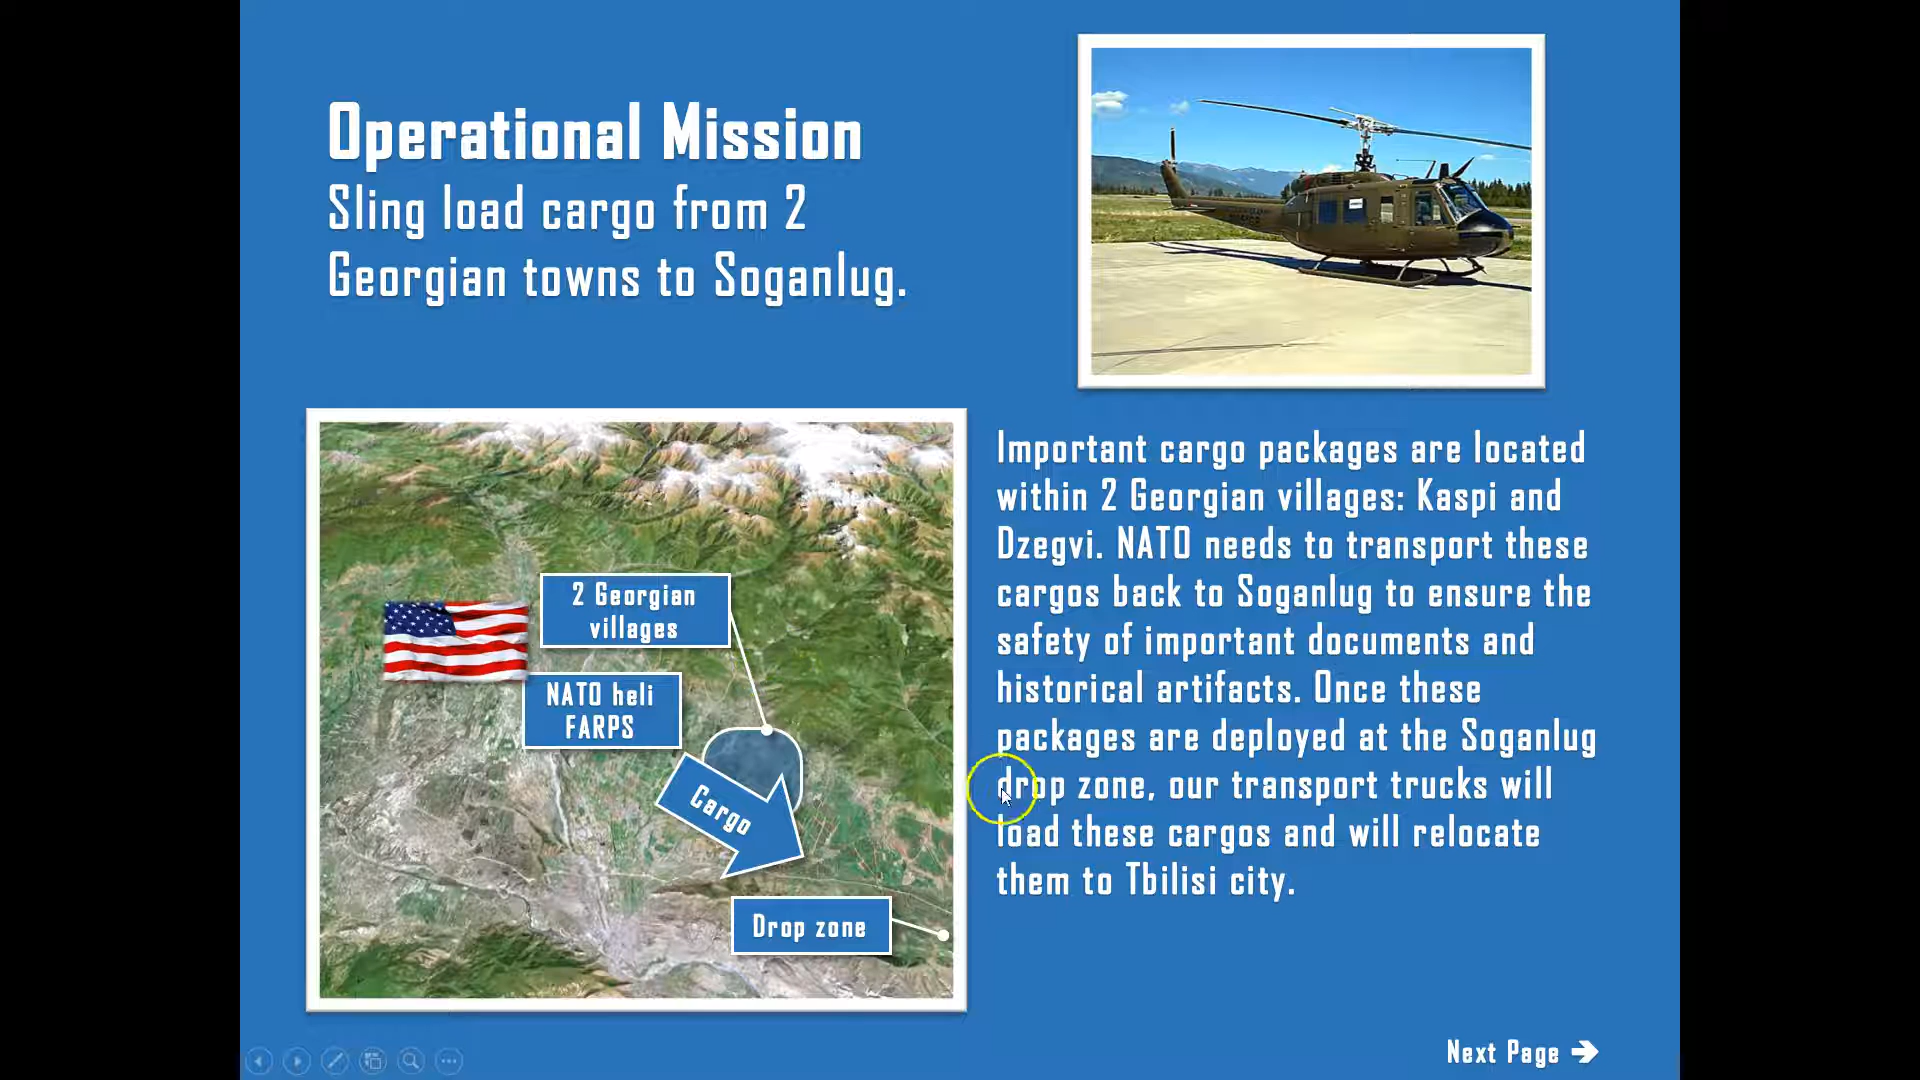 Operational Mission
Sling load cargo from 2
Georgian towns to Soganlug.
2 Georgian
villages
NATO heli
FARPS
Cargo
Drop zone
Important cargo packages are located
within 2 Georgian villages: Kaspi and
Dzegvi. NATO needs to transport these
cargos back to Soganlug to ensure the
safety of important documents and
historical artifacts. Once these
packages are deployed at the Soganlug
drop zone, our transport trucks will
load these cargos and will relocate
them to Tbilisi city.
Next Page